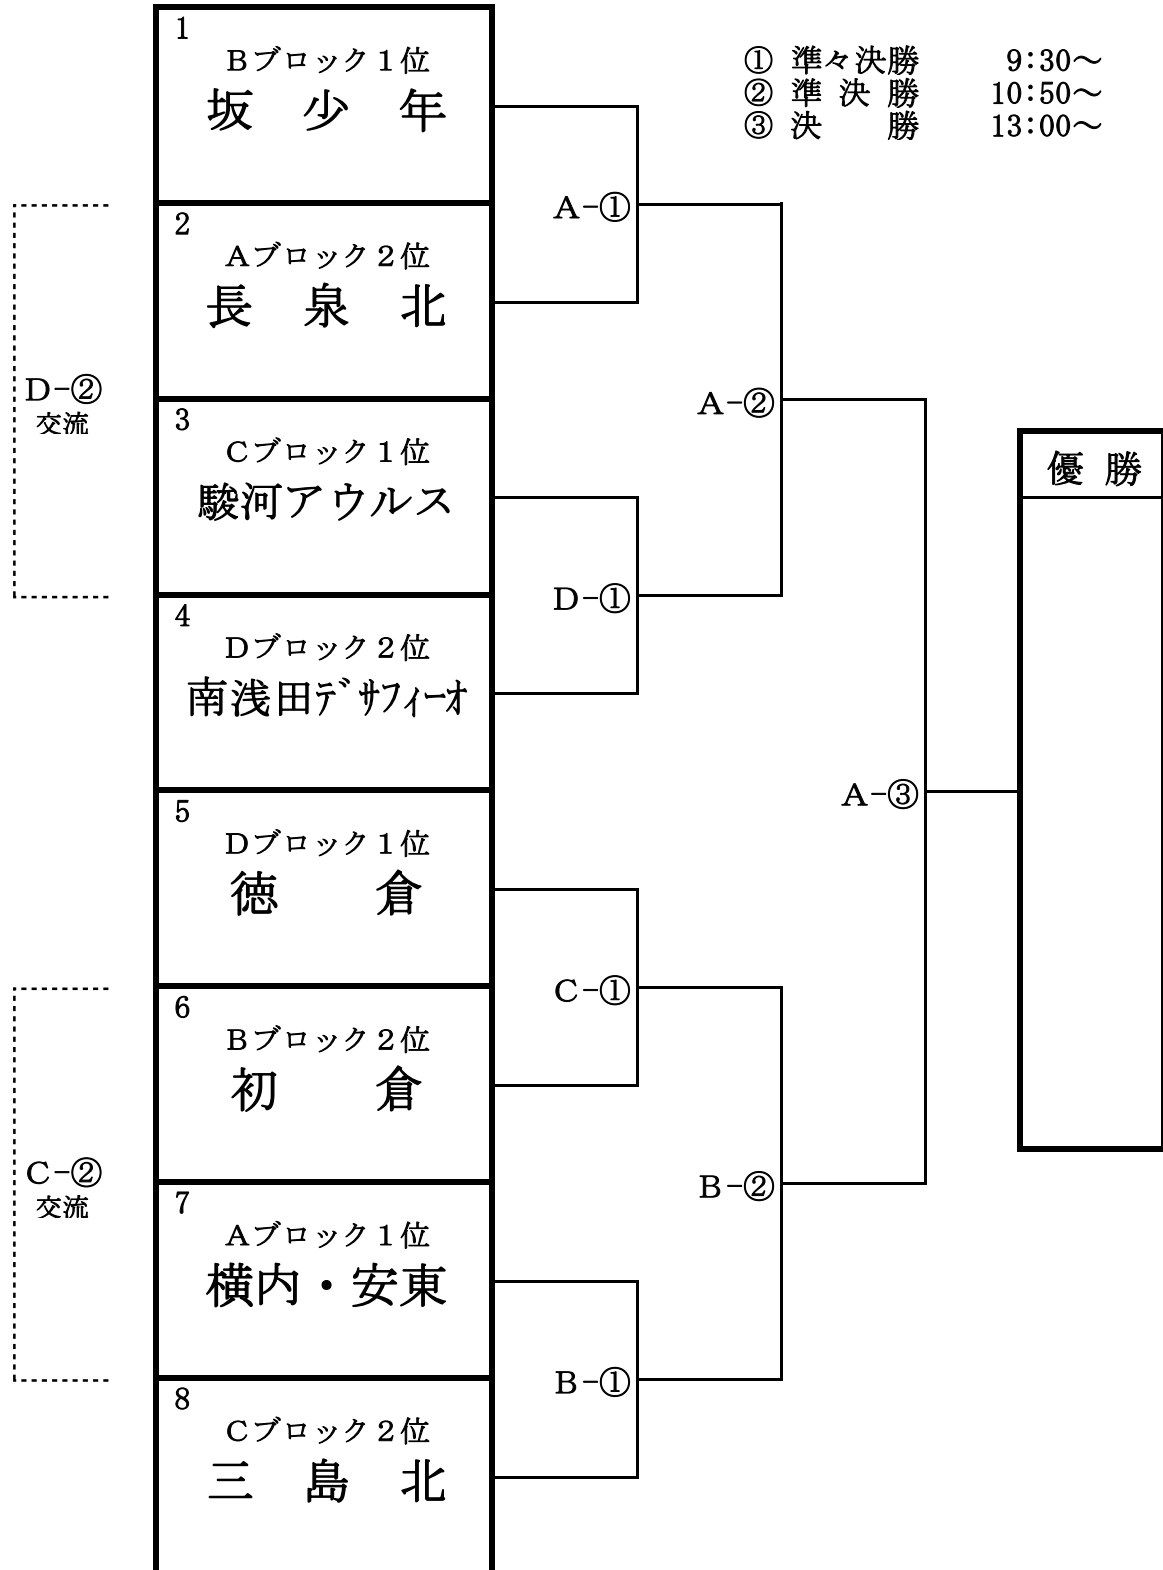 ① 準々決勝 9:30～
② 準 決 勝 10:50～
③ 決 勝 13:00～
1
Bブロック1位
坂 少 年
A-①
2
Aブロック2位
長 泉 北
D-②
交流
A-②
3
Cブロック1位
駿河アウルス
優 勝
D-①
4
Dブロック2位
南浅田ﾃﾞｻﾌｨｰｵ
A-③
5
Dブロック1位
徳 倉
C-①
6
Bブロック2位
初 倉
C-②
交流
B-②
7
Aブロック1位
横内・安東
B-①
8
Cブロック2位
三 島 北